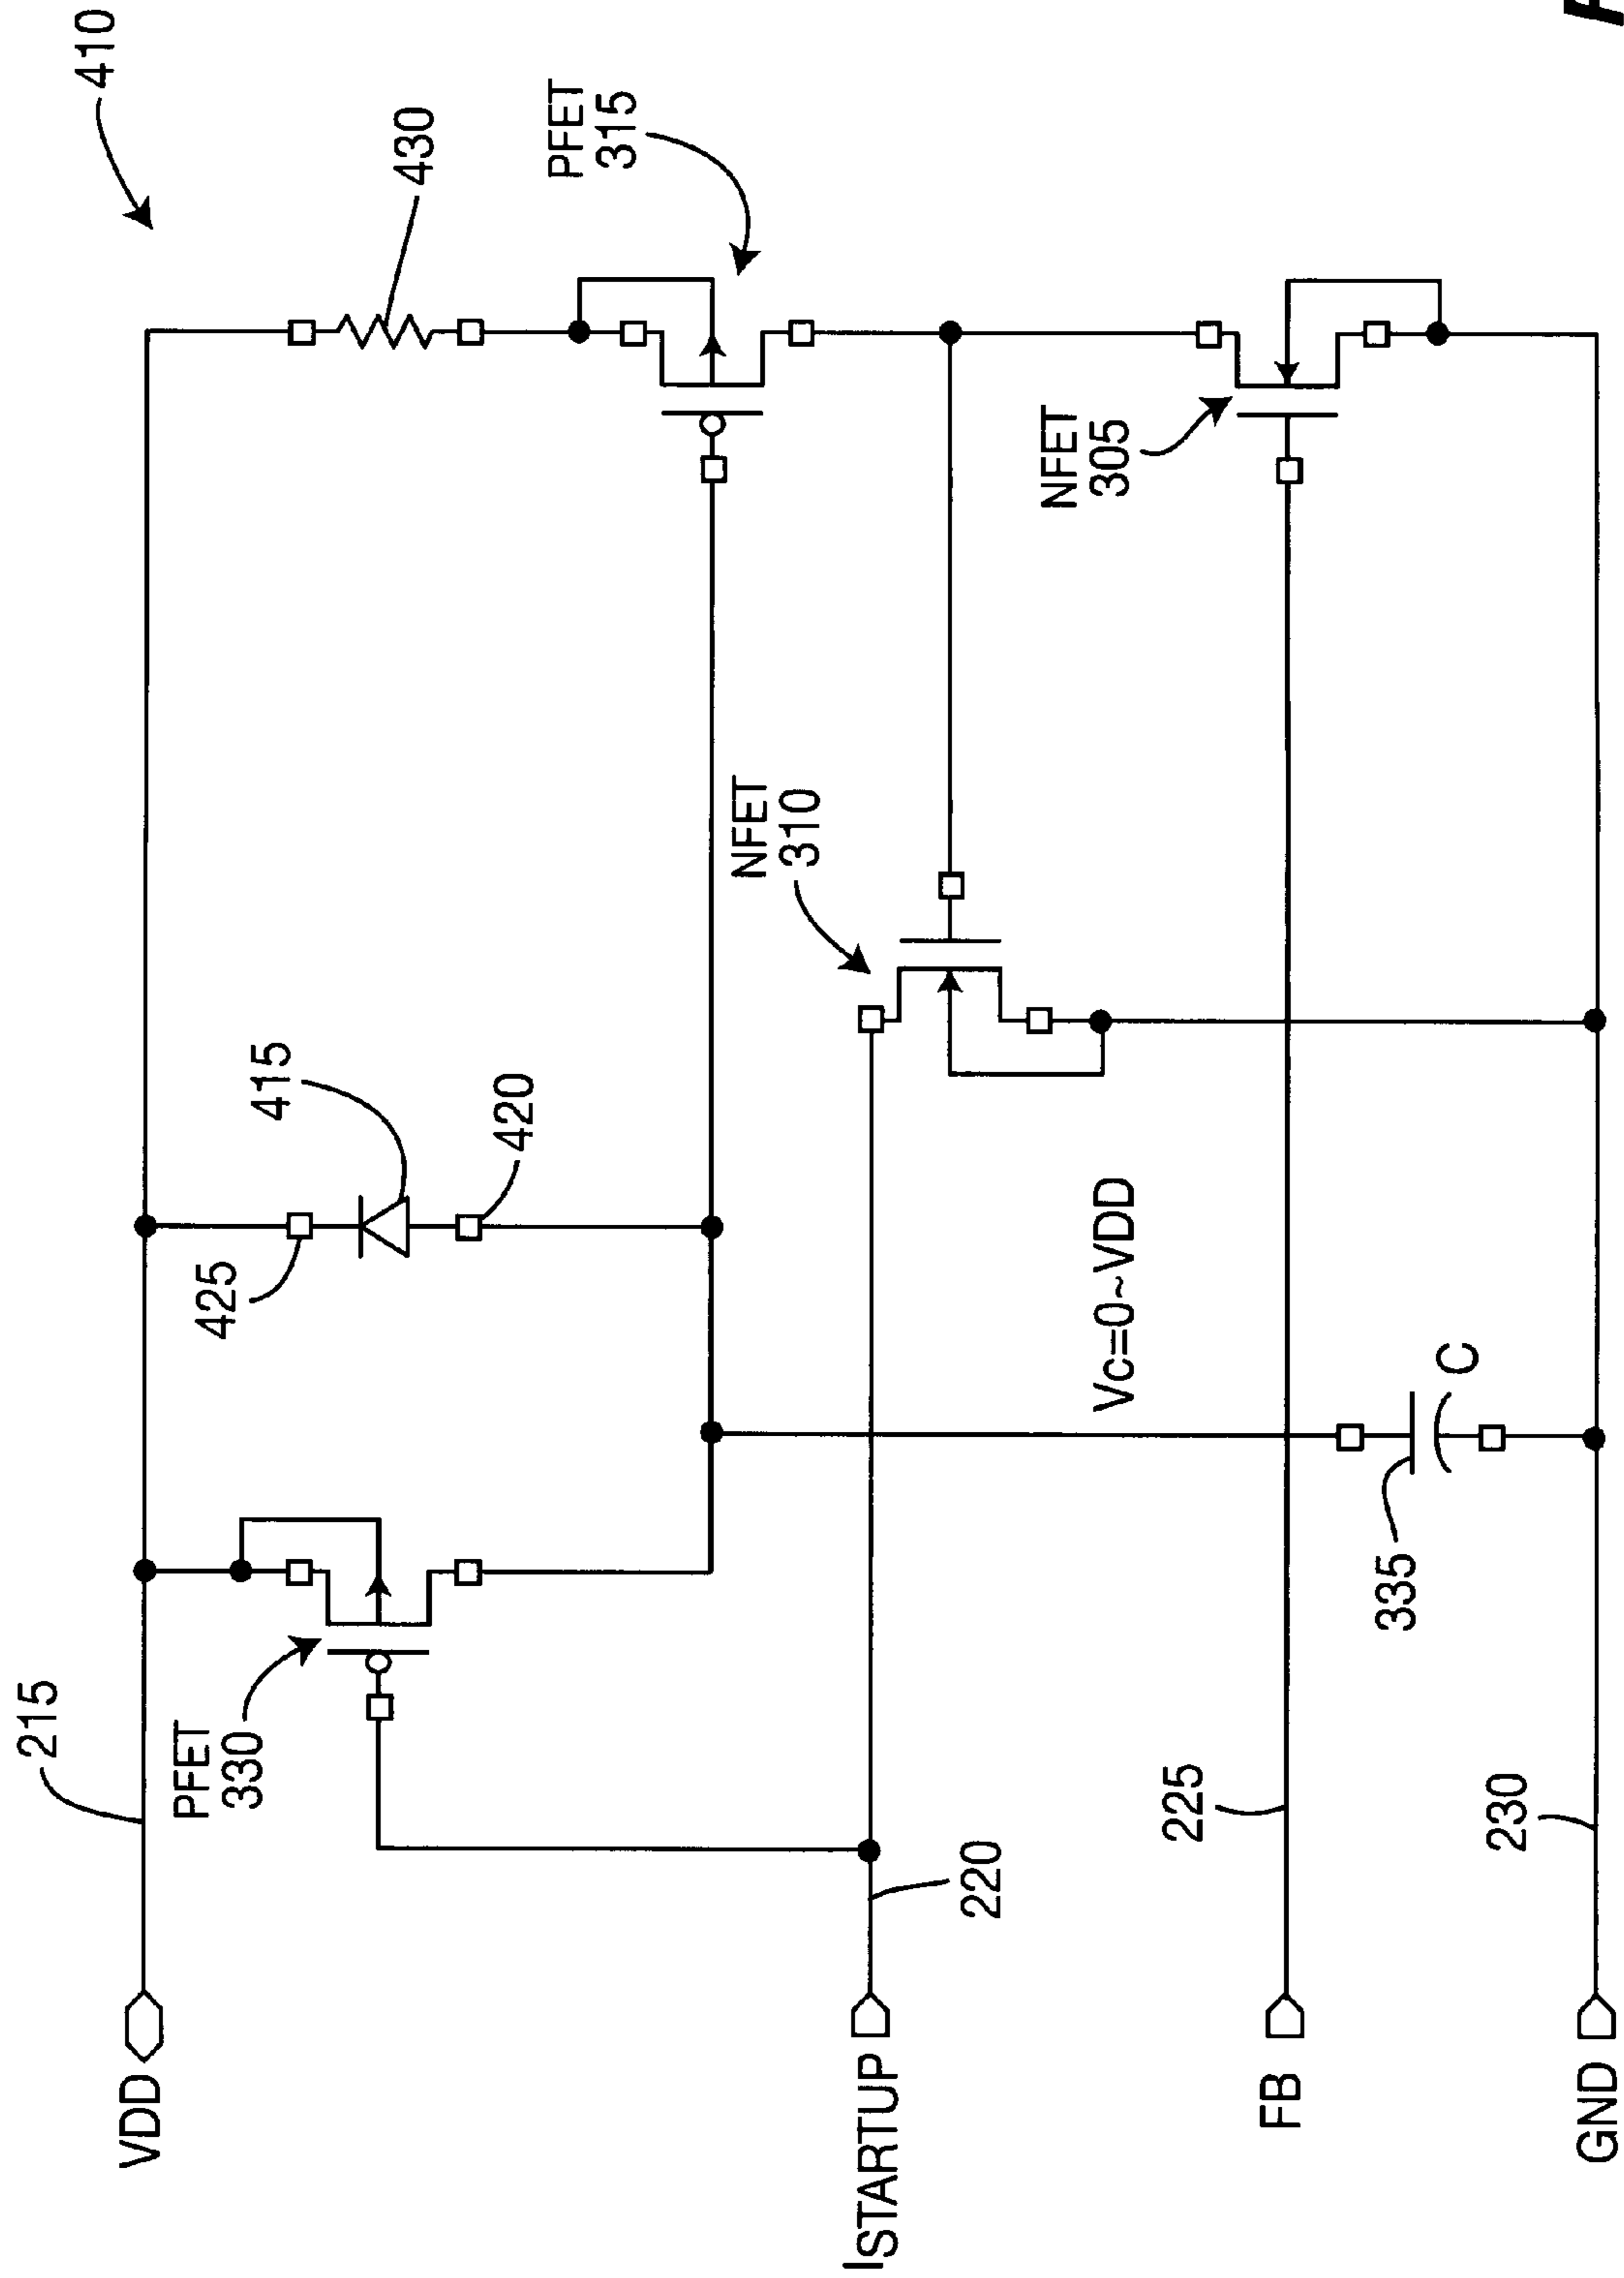 410
430
PFET
315
215
PFET
330
425
415
420
NFET
310
NFET
305
Vc=0~VDD
335
C
220
225
230
VDD
ISTARTUP
FB
GND